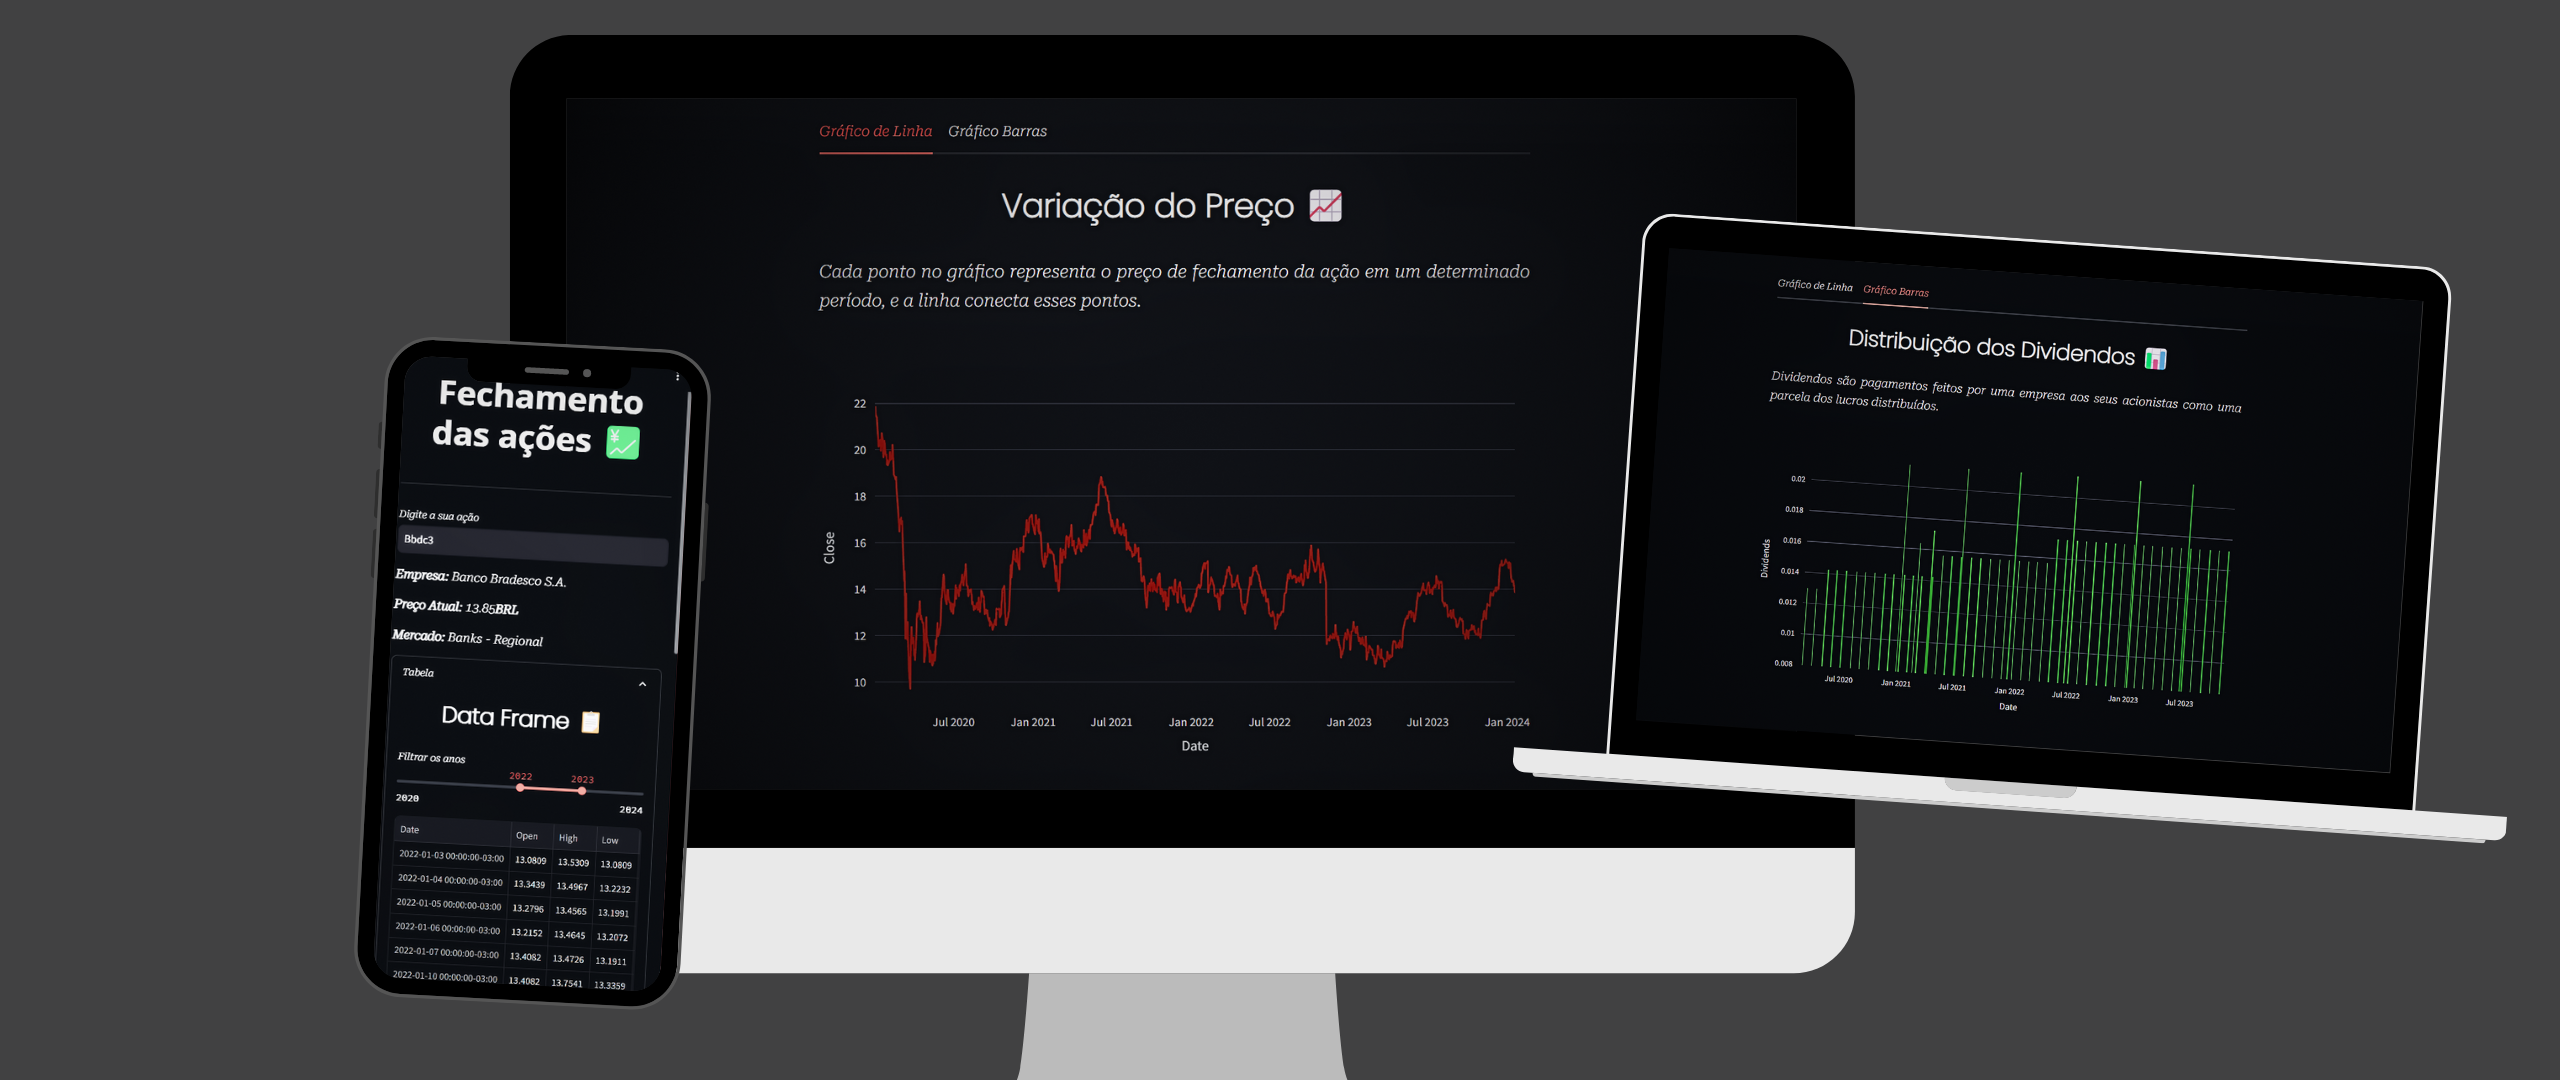 Gráfico de Linha Gráfico Barras
Variação do Preço
Cada ponto no gráfico representa o preço de fechamento da ação em um determinado
período, e a linha conecta esses pontos.
22
20
18
16
14
12
10
Close
Jul 2020 Jan 2021 Jul 2021 Jan 2022 Jul 2022 Jan 2023 Jul 2023 Jan 2024
Date
Fechamento
das ações
Digite a sua ação
Bbdc3
Empresa: Banco Bradesco S.A.
Preço Atual: 13.85BRL
Mercado: Banks - Regional
Tabela
Data Frame
Filtrar os anos
2022 2023
2020 2024
Date Open High Low
2022-01-03 00:00:00-03:00 13.0809 13.5309 13.0809
2022-01-04 00:00:00-03:00 13.3439 13.4967 13.2232
2022-01-05 00:00:00-03:00 13.2796 13.4565 13.1991
2022-01-06 00:00:00-03:00 13.2152 13.4645 13.2072
2022-01-07 00:00:00-03:00 13.4082 13.4726 13.1911
2022-01-10 00:00:00-03:00 13.4082 13.7541 13.3359
Gráfico de Linha Gráfico Barras
Distribuição dos Dividendos
Dividendos são pagamentos feitos por uma empresa aos seus acionistas como uma
parcela dos lucros distribuídos.
0.02
0.018
0.016
0.014
0.012
0.01
0.008
Dividends
Jul 2020 Jan 2021 Jul 2021 Jan 2022 Jul 2022 Jan 2023 Jul 2023
Date